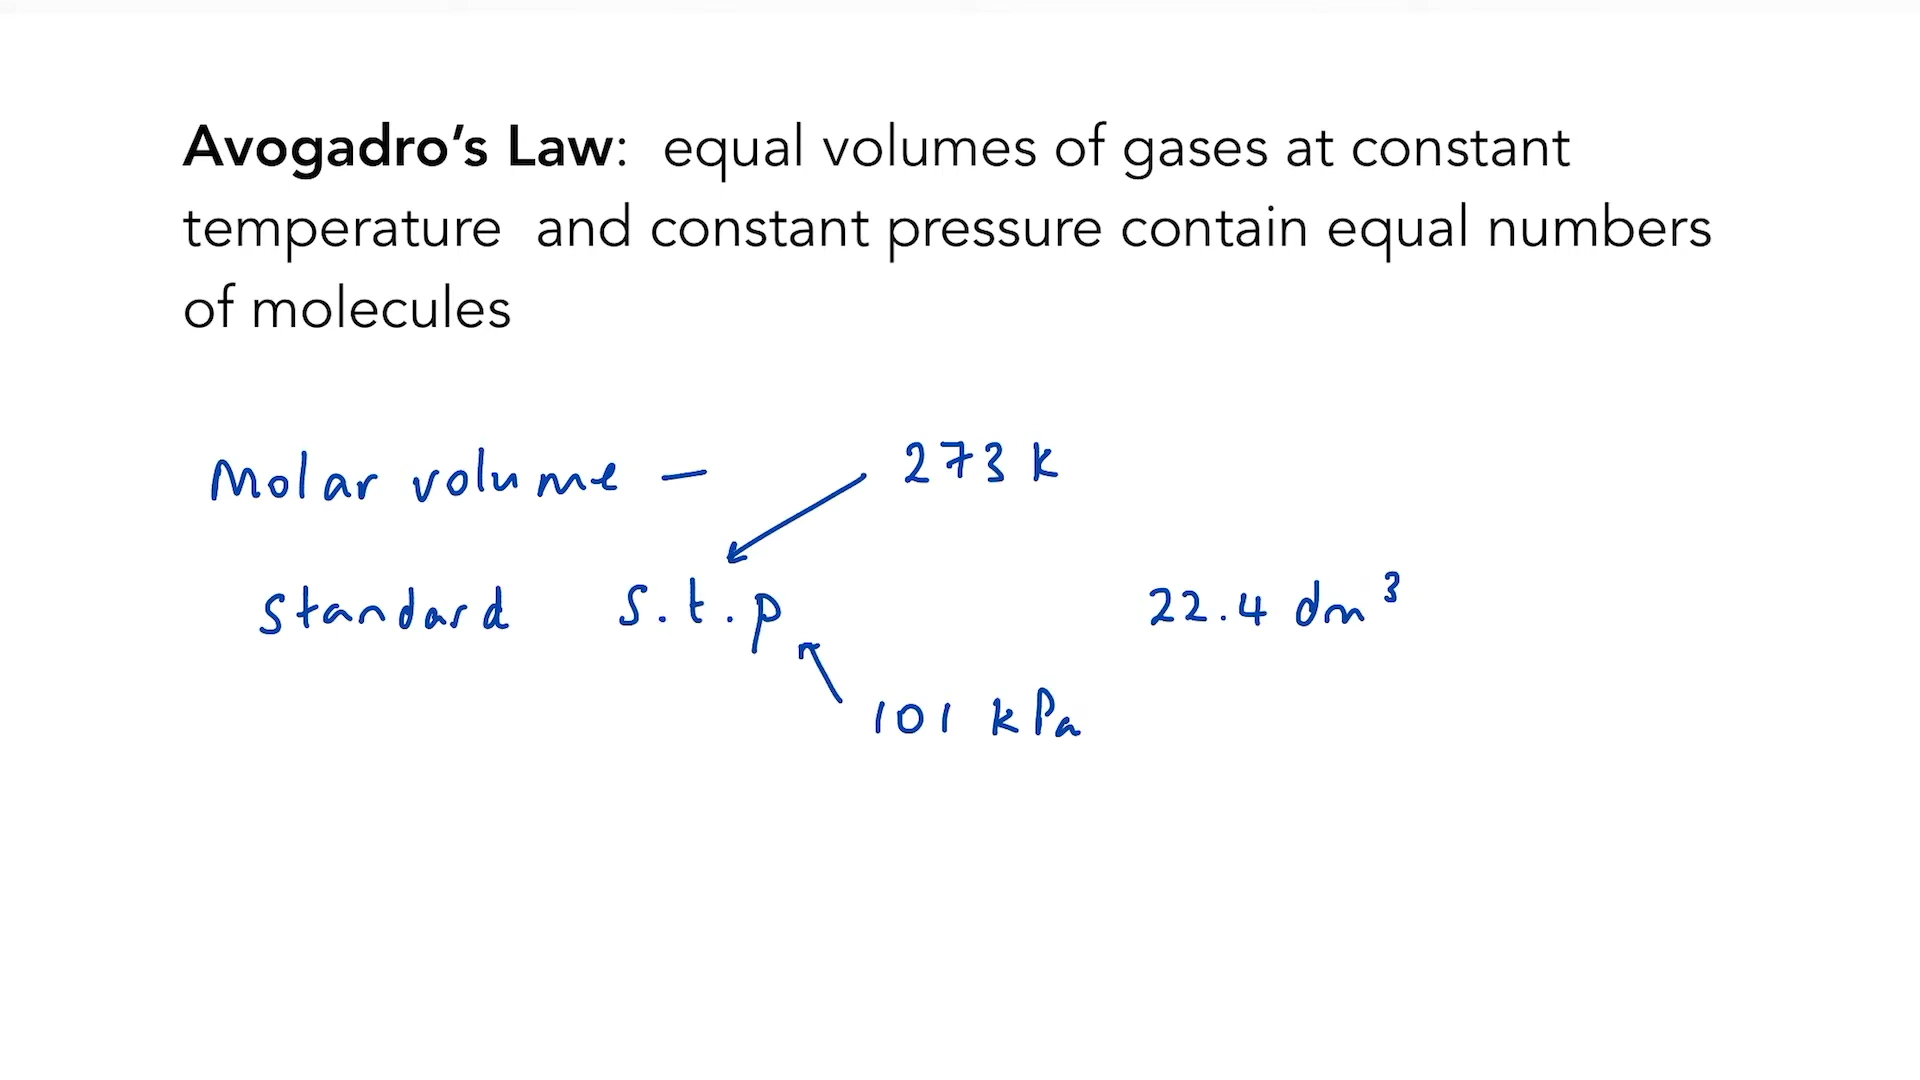 Avogadro’s Law: equal volumes of gases at constant
temperature and constant pressure contain equal numbers
of molecules
Molar volume –
273 k
Standard s.t.p
22.4 dm³
101 kPa